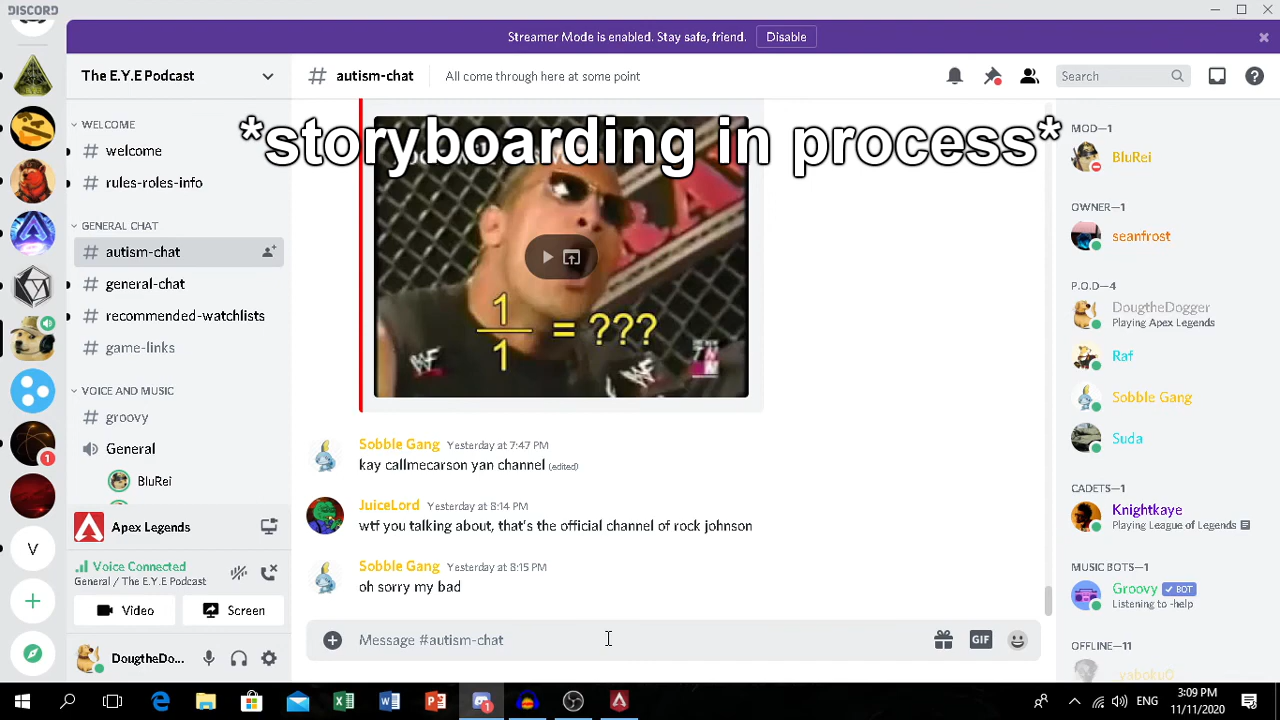 DISCORD
Streamer Mode is enabled. Stay safe, friend.
Disable
The E.Y.E Podcast
autism-chat
All come through here at some point
Search
*storyboarding in process*
WELCOME
welcome
rules-roles-info
GENERAL CHAT
autism-chat
general-chat
recommended-watchlists
game-links
VOICE AND MUSIC
groovy
General
BluRei
Apex Legends
Voice Connected
General / The E.Y.E Podcast
Video
Screen
DougtheDo...
V
1
1
1
= ???
Sobble Gang Yesterday at 7:47 PM
kay callmecarson yan channel (edited)
JuiceLord Yesterday at 8:14 PM
wtf you talking about, that's the official channel of rock johnson
Sobble Gang Yesterday at 8:15 PM
oh sorry my bad
Message #autism-chat
GIF
MOD—1
BluRei
OWNER—1
seanfrost
P.O.D—4
DougtheDogger
Playing Apex Legends
Raf
Sobble Gang
Suda
CADETS—1
Knightkaye
Playing League of Legends
MUSIC BOTS—1
Groovy BOT
Listening to -help
OFFLINE—11
yabokuG
ENG
3:09 PM
11/11/2020